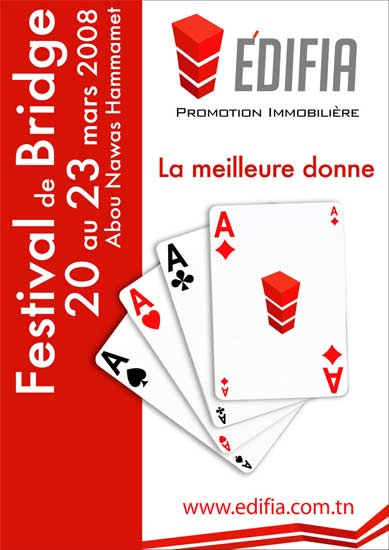 Festival de Bridge
20 au 23 mars 2008
Abou Nawas Hammamet
ÉDIFIA
PROMOTION IMMOBILIÈRE
La meilleure donne
A
A
A
A
A
A
A
A
www.edifia.com.tn